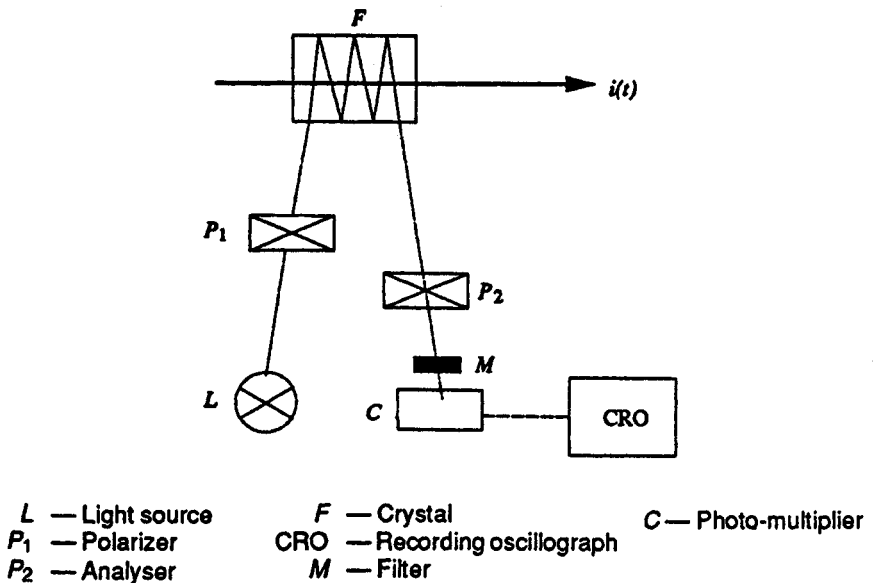 F
i(t)
P₁
P₂
M
L
C
CRO
L — Light source
P₁ — Polarizer
P₂ — Analyser
F — Crystal
CRO — Recording oscillograph
M — Filter
C — Photo-multiplier